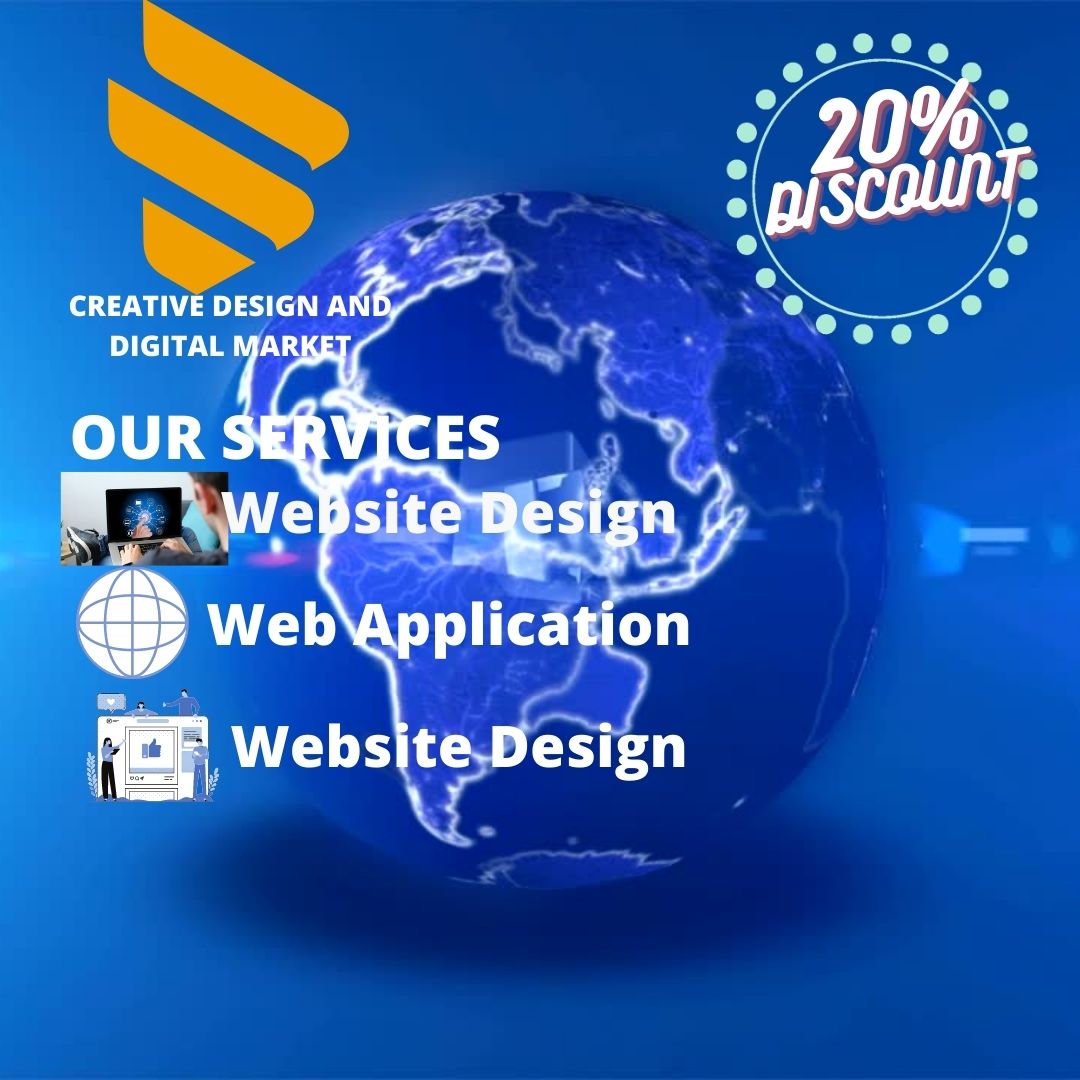 CREATIVE DESIGN AND
DIGITAL MARKET
20%
DISCOUNT
OUR SERVICES
Website Design
Web Application
Website Design